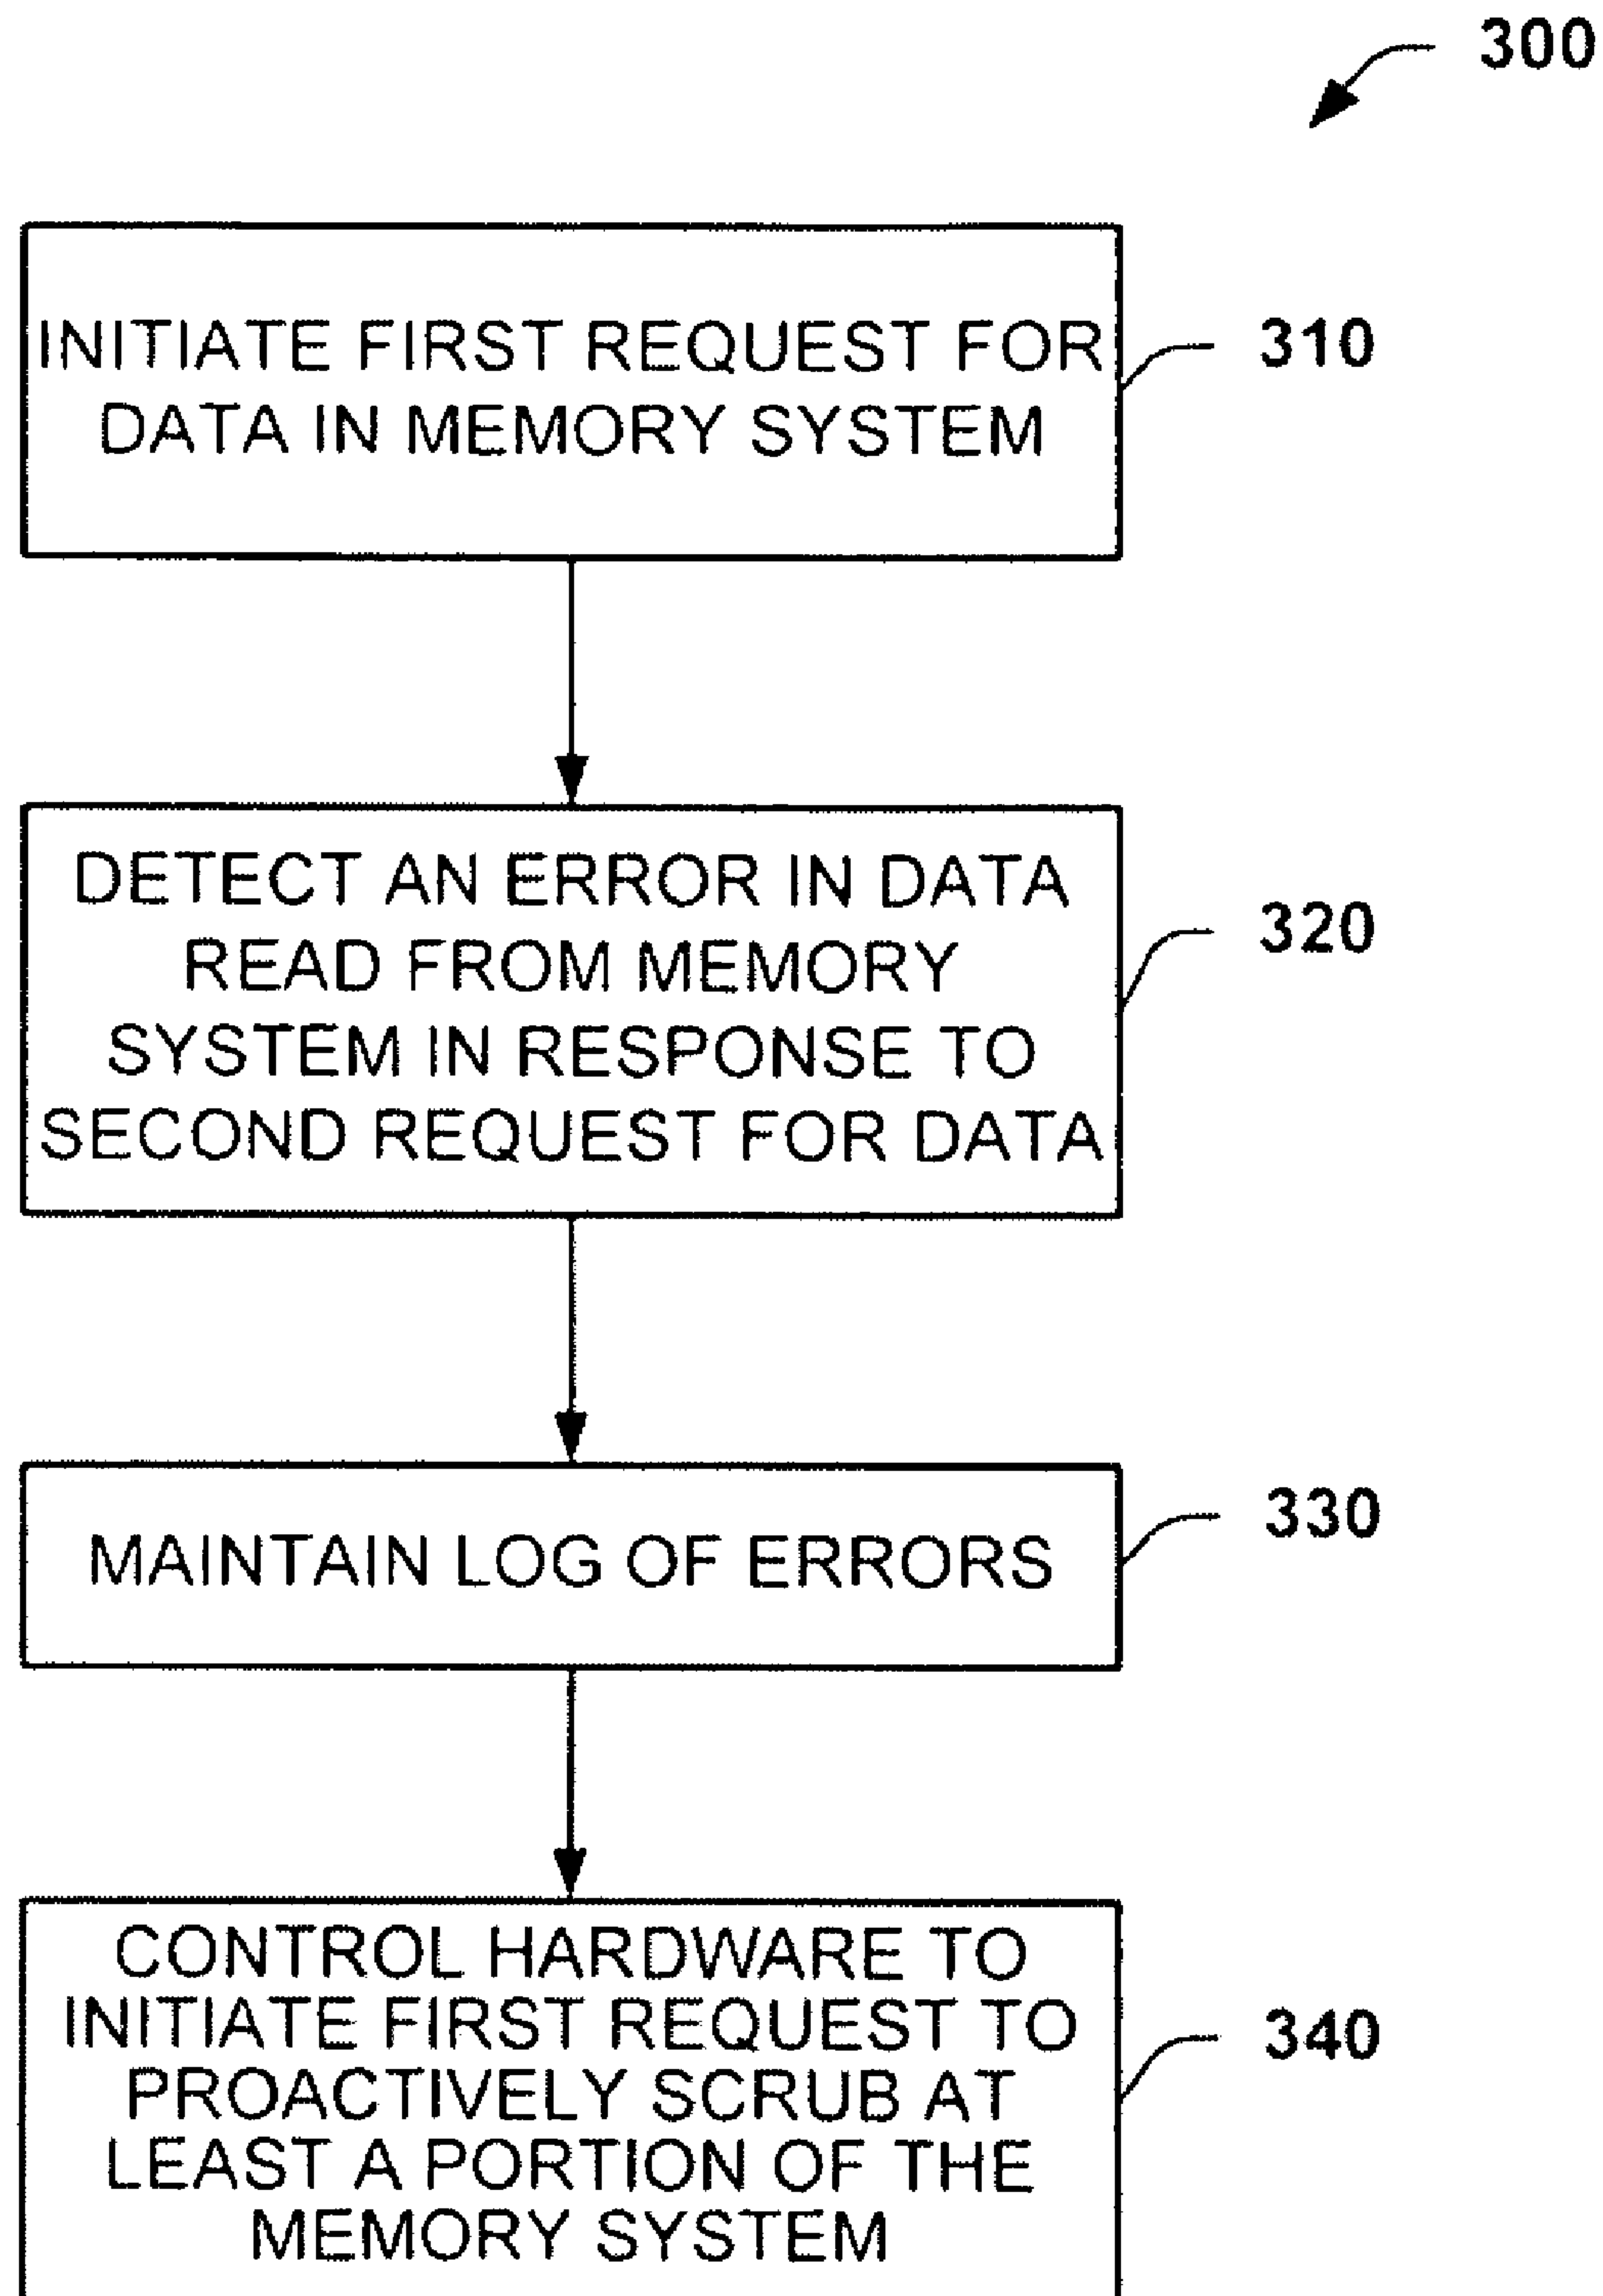 300
INITIATE FIRST REQUEST FOR
DATA IN MEMORY SYSTEM
310
DETECT AN ERROR IN DATA
READ FROM MEMORY
SYSTEM IN RESPONSE TO
SECOND REQUEST FOR DATA
320
MAINTAIN LOG OF ERRORS
330
CONTROL HARDWARE TO
INITIATE FIRST REQUEST TO
PROACTIVELY SCRUB AT
LEAST A PORTION OF THE
MEMORY SYSTEM
340